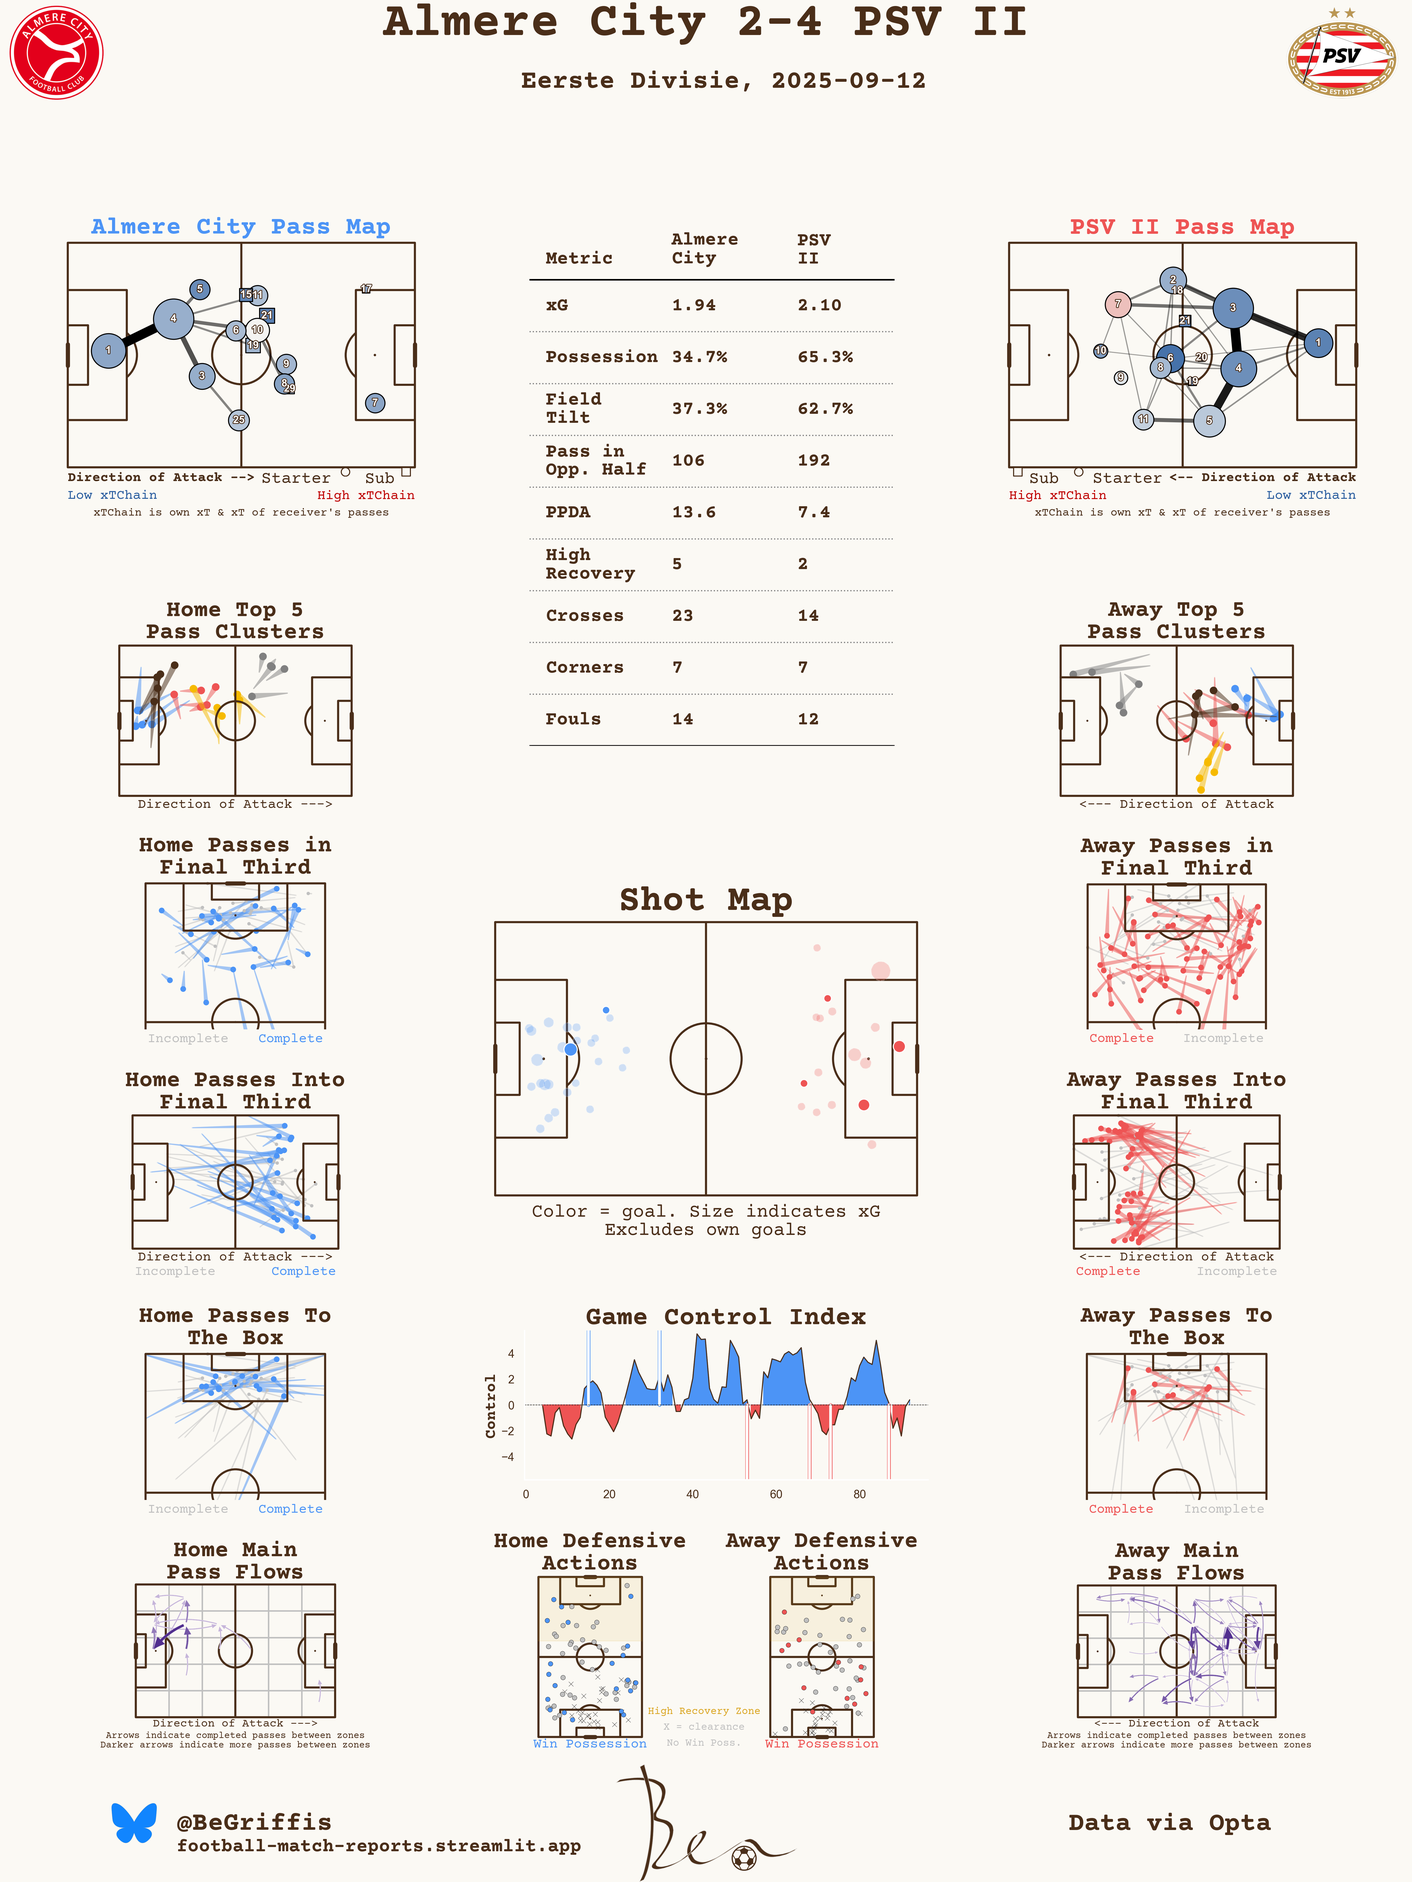 Almere City 2-4 PSV II
Eerste Divisie, 2025-09-12
ALMERE CITY
FOOTBALL CLUB
PSV
EST 1913
Almere City Pass Map
5
15
11
21
4
6
10
19
1
9
3
8
29
7
25
17
Direction of Attack --> Starter Sub
Low xTChain High xTChain
xTChain is own xT & xT of receiver's passes
Metric Almere City PSV II
xG 1.94 2.10
Possession 34.7% 65.3%
Field Tilt 37.3% 62.7%
Pass in Opp. Half 106 192
PPDA 13.6 7.4
High Recovery 5 2
Crosses 23 14
Corners 7 7
Fouls 14 12
PSV II Pass Map
2
18
7
3
21
1
10
6
20
8
4
9
19
11
5
Sub Starter <-- Direction of Attack
High xTChain Low xTChain
xTChain is own xT & xT of receiver's passes
Home Top 5
Pass Clusters
Direction of Attack --->
Away Top 5
Pass Clusters
<--- Direction of Attack
Home Passes in
Final Third
Incomplete Complete
Away Passes in
Final Third
Complete Incomplete
Shot Map
Color = goal. Size indicates xG
Excludes own goals
Home Passes Into
Final Third
Direction of Attack --->
Incomplete Complete
Away Passes Into
Final Third
<--- Direction of Attack
Complete Incomplete
Home Passes To
The Box
Incomplete Complete
Game Control Index
Control
4
2
0
−2
−4
0 20 40 60 80
Away Passes To
The Box
Complete Incomplete
Home Main
Pass Flows
Direction of Attack --->
Arrows indicate completed passes between zones
Darker arrows indicate more passes between zones
Home Defensive
Actions
Win Possession
High Recovery Zone
X = clearance
No Win Poss.
Away Defensive
Actions
Win Possession
Away Main
Pass Flows
<--- Direction of Attack
Arrows indicate completed passes between zones
Darker arrows indicate more passes between zones
@BeGriffis
football-match-reports.streamlit.app
Ben
Data via Opta